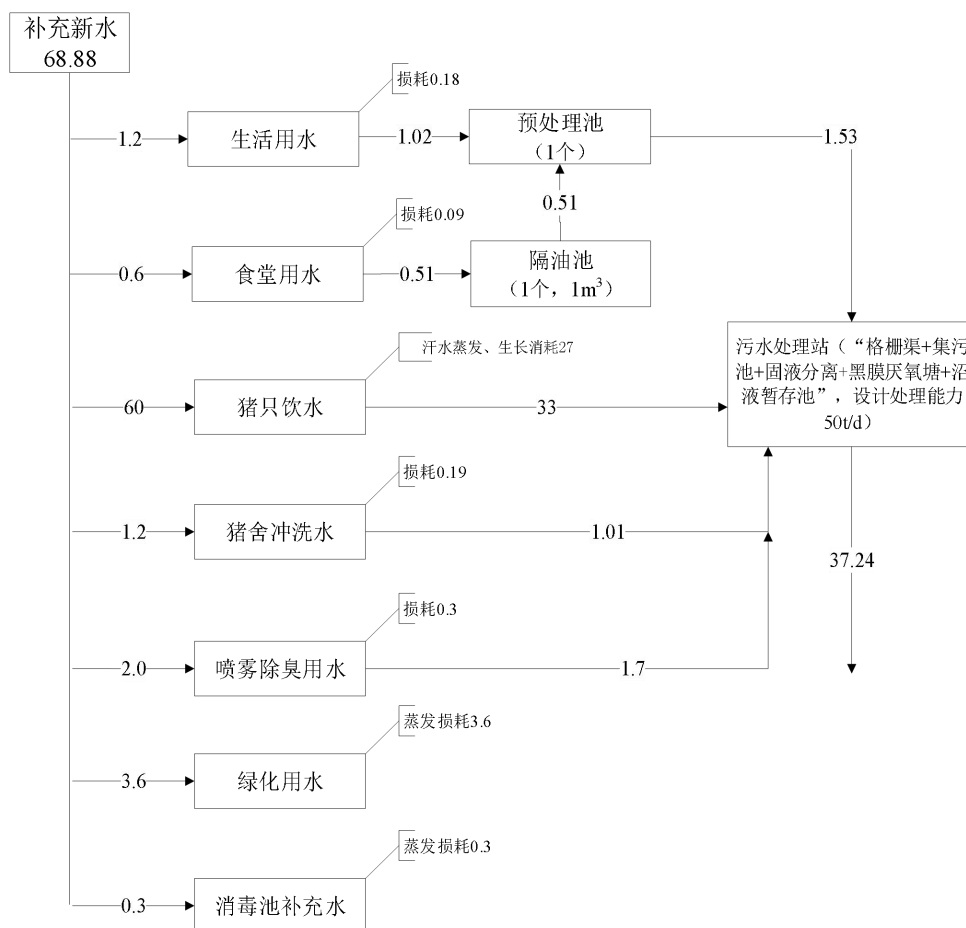 补充新水
68.88
损耗0.18
1.2
生活用水
1.02
预处理池
（1个）
1.53
0.51
损耗0.09
0.6
食堂用水
0.51
隔油池
（1个，1m³）
汗水蒸发、生长消耗27
60
猪只饮水
33
污水处理站（“格栅渠+集污
池+固液分离+黑膜厌氧塘+沼
液暂存池”，设计处理能力
50t/d）
损耗0.19
1.2
猪舍冲洗水
1.01
37.24
损耗0.3
2.0
喷雾除臭用水
1.7
蒸发损耗3.6
3.6
绿化用水
蒸发损耗0.3
0.3
消毒池补充水